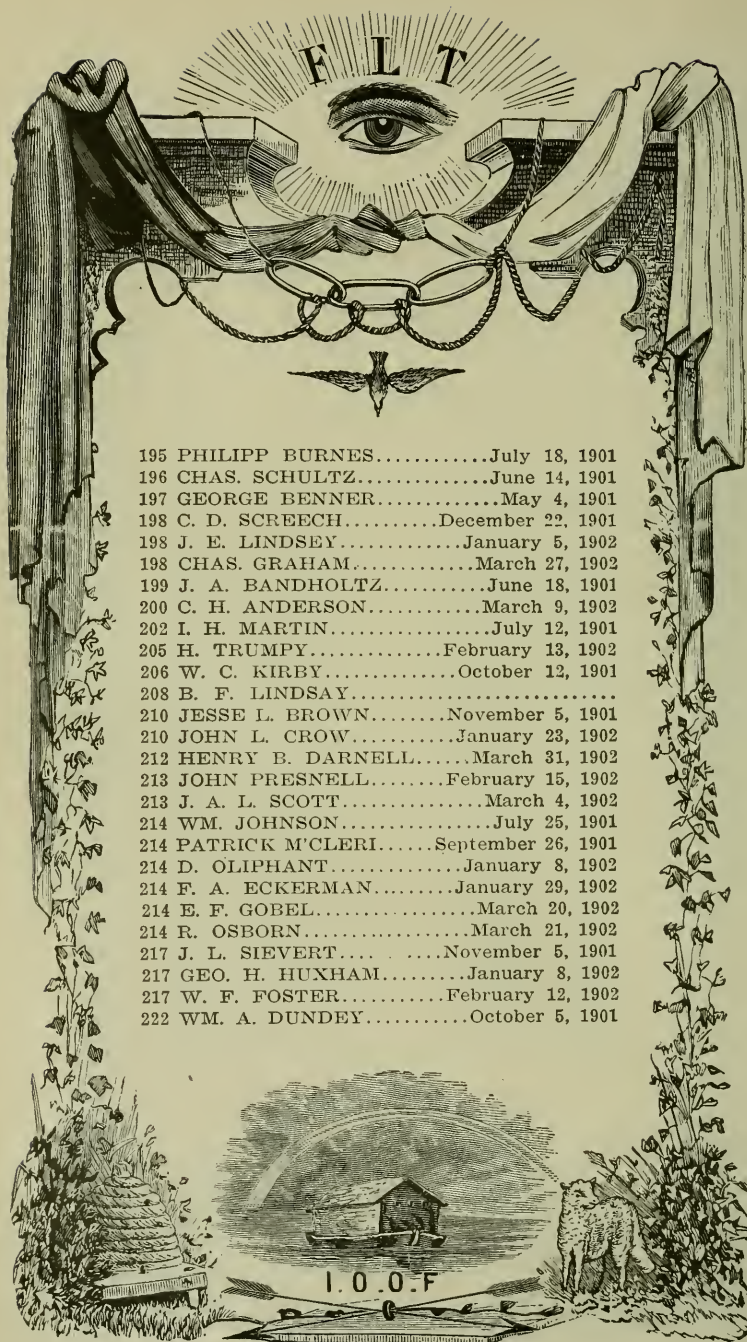 F L T
195 PHILIPP BURNES............July 18, 1901
196 CHAS. SCHULTZ.............June 14, 1901
197 GEORGE BENNER............May 4, 1901
198 C. D. SCREECH.........December 22, 1901
198 J. E. LINDSEY............January 5, 1902
198 CHAS. GRAHAM............March 27, 1902
199 J. A. BANDHOLTZ..........June 18, 1901
200 C. H. ANDERSON...........March 9, 1902
202 I. H. MARTIN................July 12, 1901
205 H. TRUMPY.............February 13, 1902
206 W. C. KIRBY.............October 12, 1901
208 B. F. LINDSAY..........................
210 JESSE L. BROWN........November 5, 1901
210 JOHN L. CROW..........January 23, 1902
212 HENRY B. DARNELL......March 31, 1902
213 JOHN PRESNELL........February 15, 1902
213 J. A. L. SCOTT..............March 4, 1902
214 WM. JOHNSON...............July 25, 1901
214 PATRICK M'CLERI......September 26, 1901
214 D. OLIPHANT.............January 8, 1902
214 F. A. ECKERMAN.........January 29, 1902
214 E. F. GOBEL...............March 20, 1902
214 R. OSBORN................March 21, 1902
217 J. L. SIEVERT.... . ....November 5, 1901
217 GEO. H. HUXHAM.........January 8, 1902
217 W. F. FOSTER..........February 12, 1902
222 WM. A. DUNDEY..........October 5, 1901
I.O.O.F